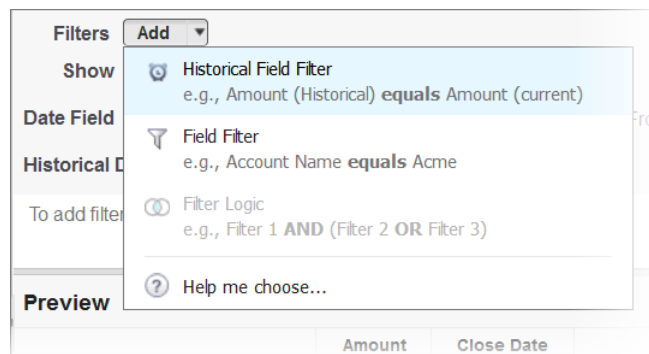 Filters Add
Show
Historical Field Filter
e.g., Amount (Historical) equals Amount (current)
Date Field
Field Filter
e.g., Account Name equals Acme
Historical
To add filter
Filter Logic
e.g., Filter 1 AND (Filter 2 OR Filter 3)
Help me choose...
Preview
Amount Close Date